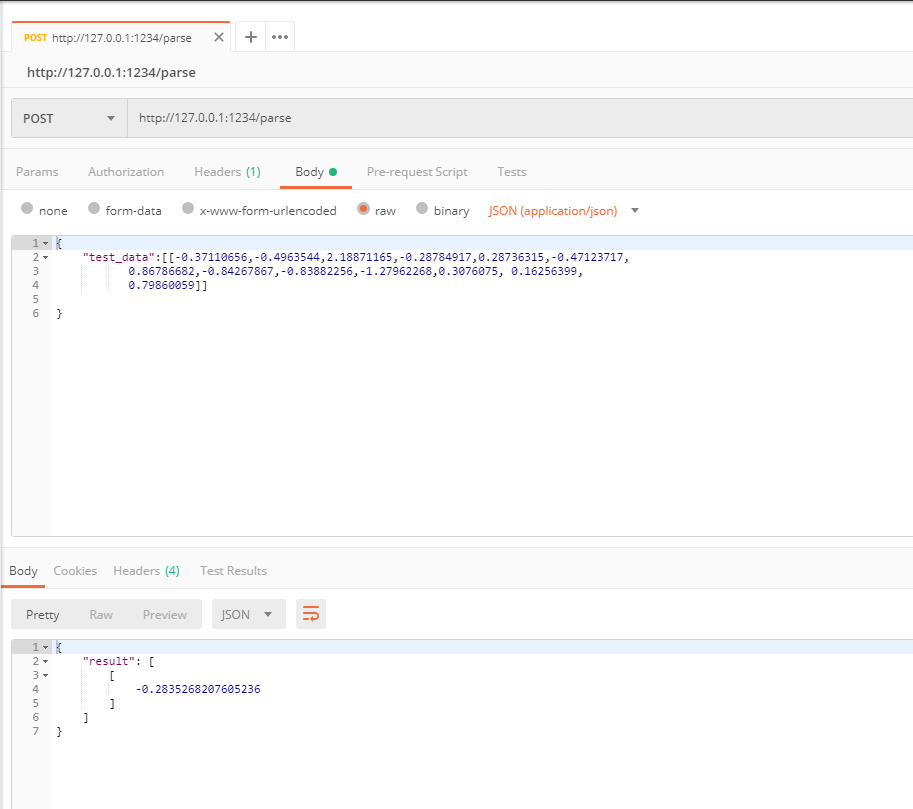 POST http://127.0.0.1:1234/parse
http://127.0.0.1:1234/parse
POST http://127.0.0.1:1234/parse
Params Authorization Headers (1) Body Pre-request Script Tests
none form-data x-www-form-urlencoded raw binary JSON (application/json)
1 {
2 "test_data":[[-0.37110656,-0.4963544,2.18871165,-0.28784917,0.28736315,-0.47123717,
3 0.86786682,-0.84267867,-0.83882256,-1.27962268,0.3076075, 0.16256399,
4 0.79860059]]
5
6 }
Body Cookies Headers (4) Test Results
Pretty Raw Preview JSON
1 {
2 "result": [
3 [
4 -0.2835268207605236
5 ]
6 ]
7 }